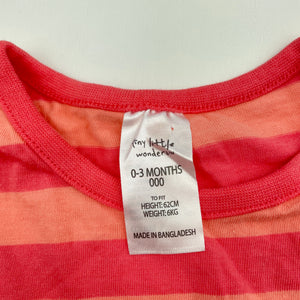 tiny little
wonders
0-3 MONTHS
000
TO FIT
HEIGHT: 62CM
WEIGHT: 6KG
MADE IN BANGLADESH